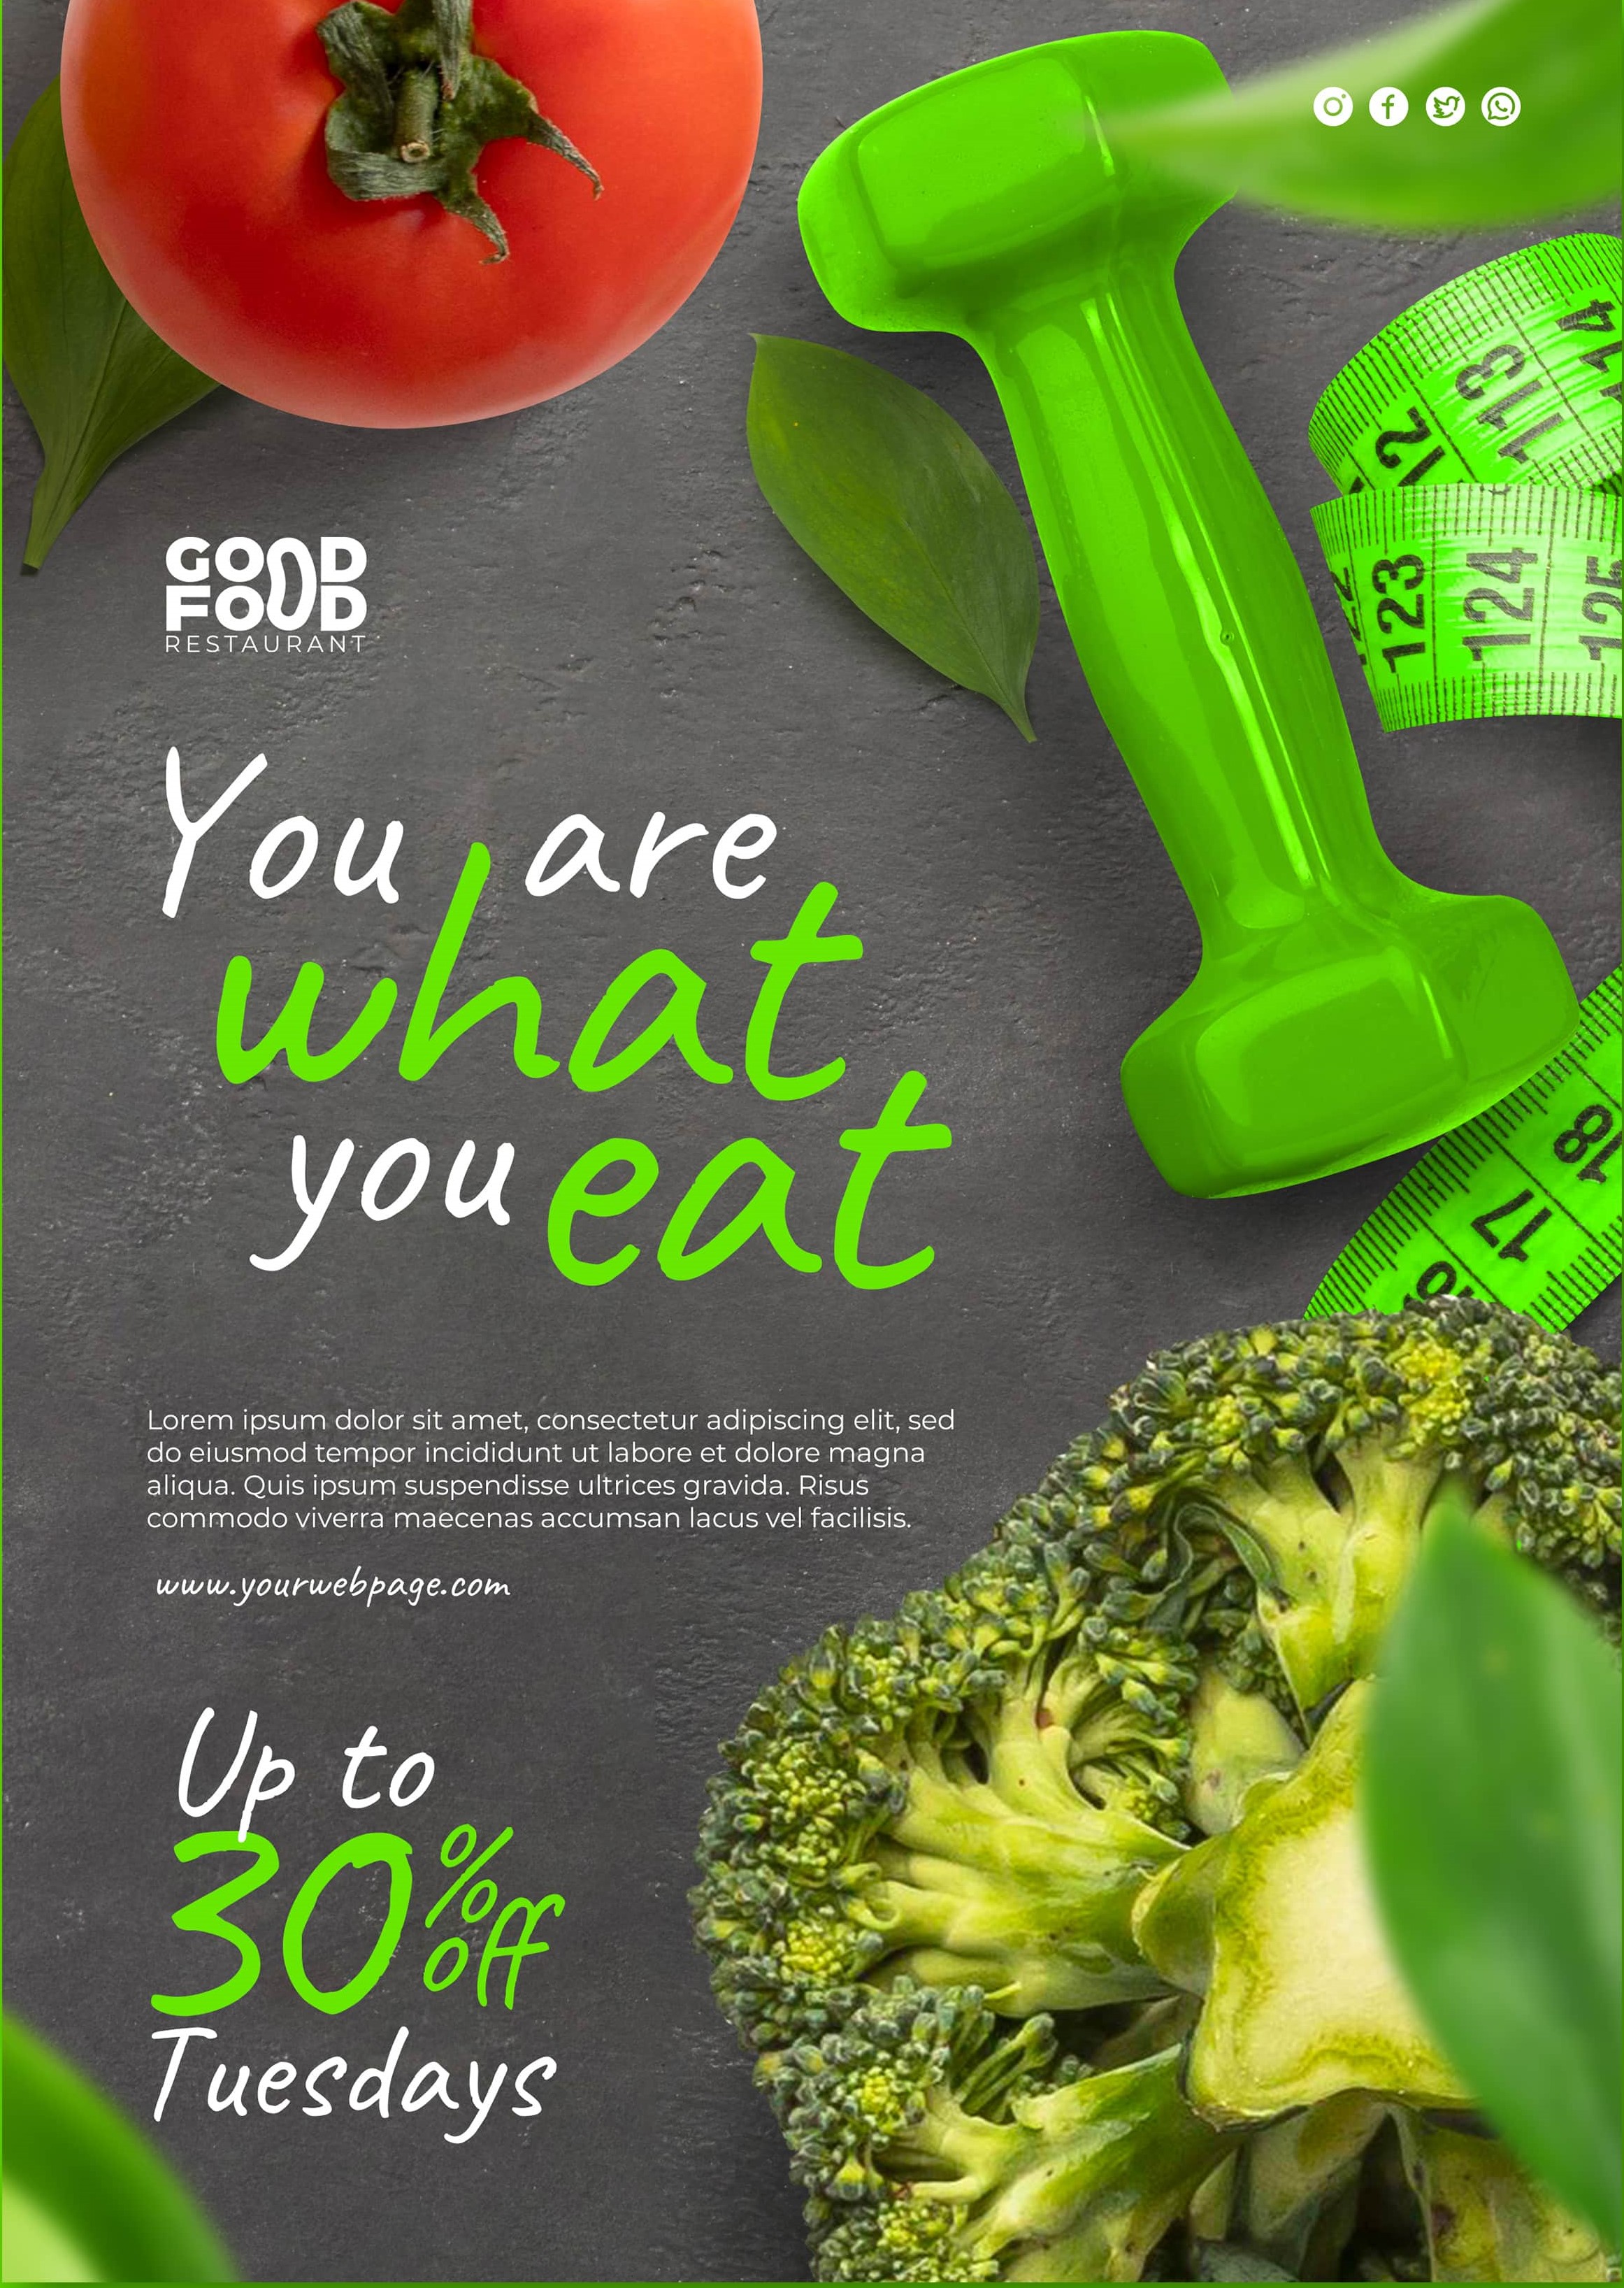 GOOD
FOOD
RESTAURANT
You are
what
you eat
Lorem ipsum dolor sit amet, consectetur adipiscing elit, sed
do eiusmod tempor incididunt ut labore et dolore magna
aliqua. Quis ipsum suspendisse ultrices gravida. Risus
commodo viverra maecenas accumsan lacus vel facilisis.
www.yourwebpage.com
Up to
30%
off
Tuesdays
113
114
12
123
124
125
18
17